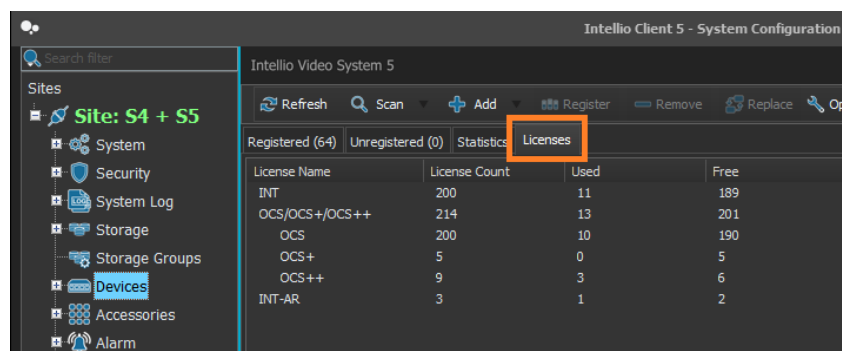 Intellio Client 5 - System Configuration
Search filter
Sites
Site: S4 + S5
System
Security
System Log
Storage
Storage Groups
Devices
Accessories
Alarm
Intellio Video System 5
Refresh Scan Add Register Remove Replace Op
Registered (64) Unregistered (0) Statistics Licenses
License Name License Count Used Free
INT 200 11 189
OCS/OCS+/OCS++ 214 13 201
OCS 200 10 190
OCS+ 5 0 5
OCS++ 9 3 6
INT-AR 3 1 2